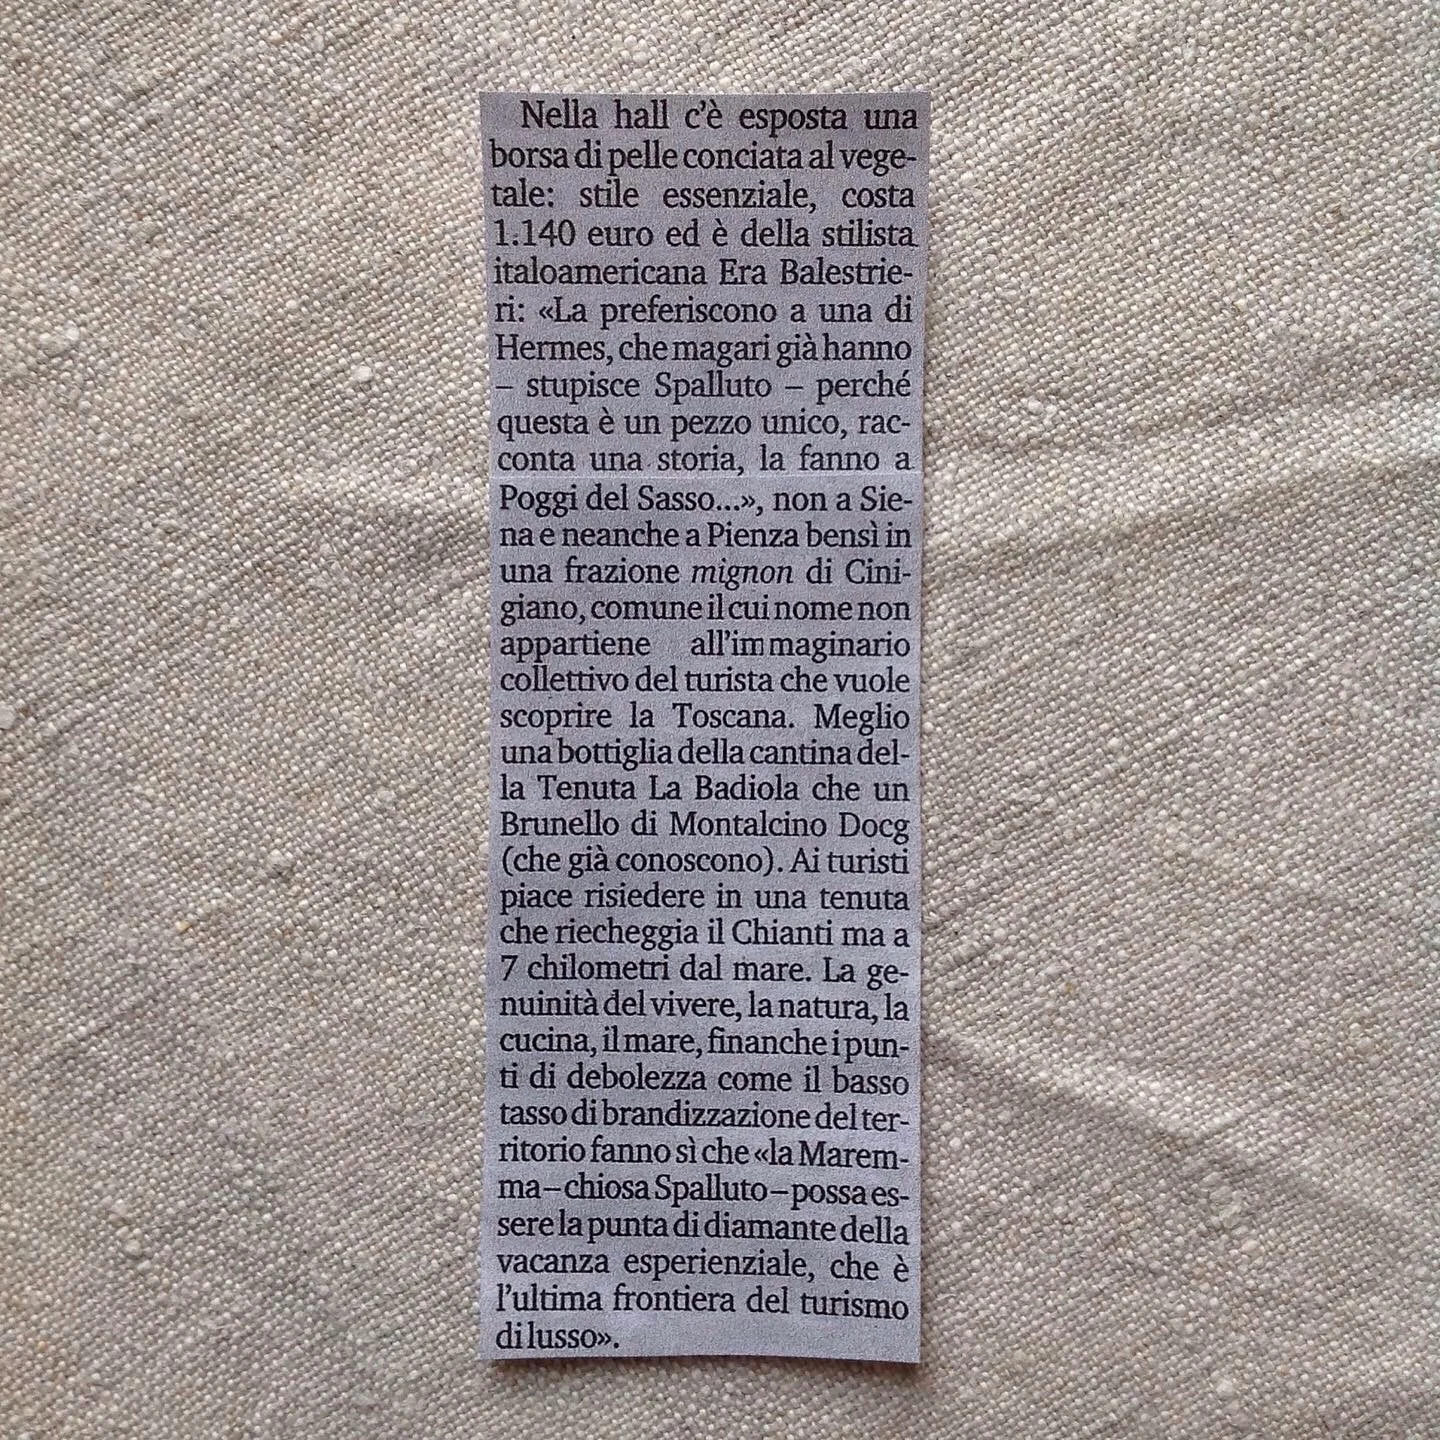 Nella hall c'è esposta una
borsa di pelle conciata al vege-
tale: stile essenziale, costa
1.140 euro ed è della stilista
italoamericana Era Balestrie-
ri: «La preferiscono a una di
Hermes, che magari già hanno
– stupisce Spalluto – perché
questa è un pezzo unico, rac-
conta una storia, la fanno a
Poggi del Sasso...», non a Sie-
na e neanche a Pienza bensì in
una frazione mignon di Cini-
giano, comune il cui nome non
appartiene all'immaginario
collettivo del turista che vuole
scoprire la Toscana. Meglio
una bottiglia della cantina del-
la Tenuta La Badiola che un
Brunello di Montalcino Docg
(che già conoscono). Ai turisti
piace risiedere in una tenuta
che riecheggia il Chianti ma a
7 chilometri dal mare. La ge-
nuinità del vivere, la natura, la
cucina, il mare, finanche i pun-
ti di debolezza come il basso
tasso di brandizzazione del ter-
ritorio fanno sì che «la Marem-
ma – chiosa Spalluto – possa es-
sere la punta di diamante della
vacanza esperienziale, che è
l'ultima frontiera del turismo
di lusso».